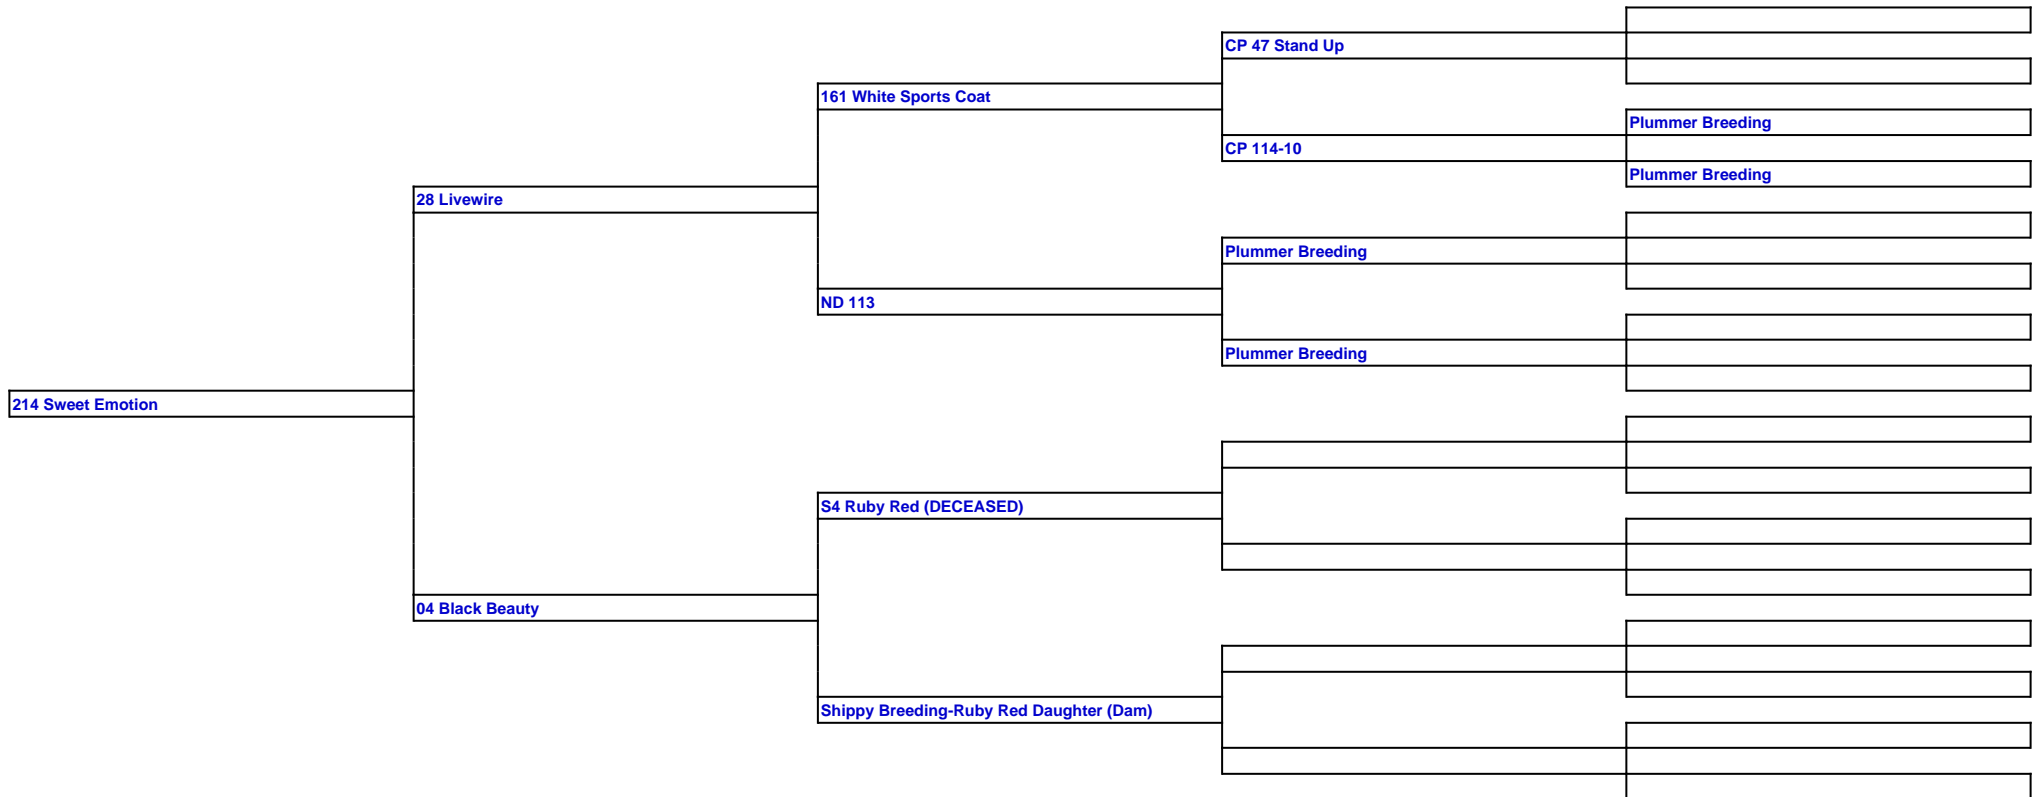 CP 47 Stand Up
161 White Sports Coat
Plummer Breeding
CP 114-10
Plummer Breeding
28 Livewire
Plummer Breeding
ND 113
Plummer Breeding
214 Sweet Emotion
S4 Ruby Red (DECEASED)
04 Black Beauty
Shippy Breeding-Ruby Red Daughter (Dam)